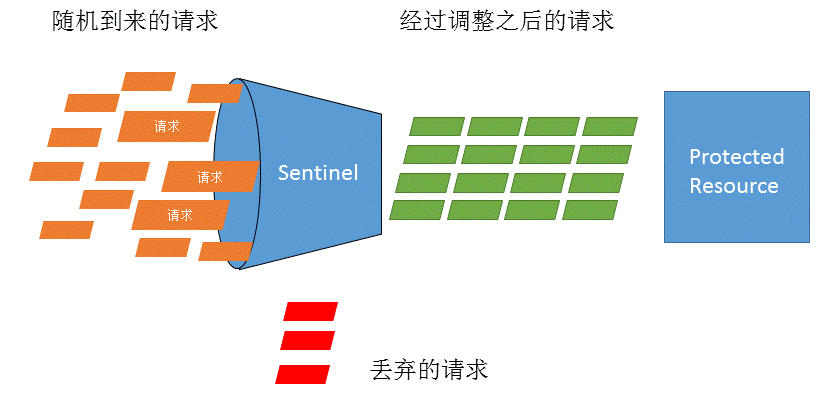 随机到来的请求
经过调整之后的请求
请求
请求
请求
Sentinel
Protected
Resource
丢弃的请求